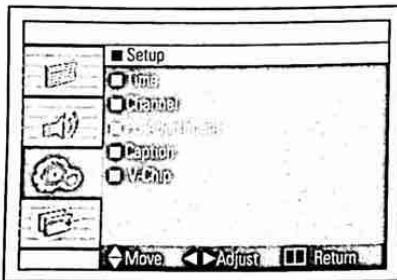 ■ Setup
Time
Channel
Caption
V-Chip
Move Adjust Return